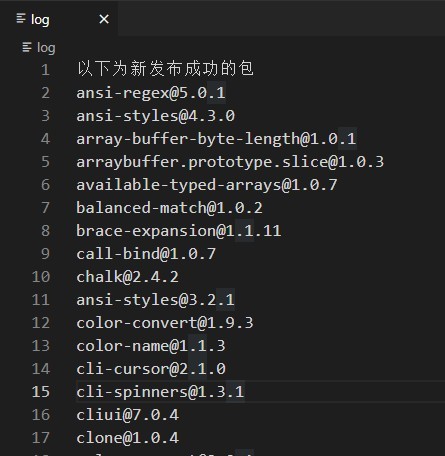 log
log
1 以下为新发布成功的包
2 ansi-regex@5.0.1
3 ansi-styles@4.3.0
4 array-buffer-byte-length@1.0.1
5 arraybuffer.prototype.slice@1.0.3
6 available-typed-arrays@1.0.7
7 balanced-match@1.0.2
8 brace-expansion@1.1.11
9 call-bind@1.0.7
10 chalk@2.4.2
11 ansi-styles@3.2.1
12 color-convert@1.9.3
13 color-name@1.1.3
14 cli-cursor@2.1.0
15 cli-spinners@1.3.1
16 cliui@7.0.4
17 clone@1.0.4